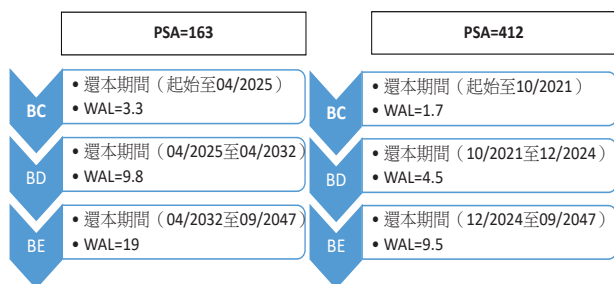 PSA=163
BC
• 還本期間（起始至04/2025）
• WAL=3.3
BD
• 還本期間（04/2025至04/2032）
• WAL=9.8
BE
• 還本期間（04/2032至09/2047）
• WAL=19
PSA=412
BC
• 還本期間（起始至10/2021）
• WAL=1.7
BD
• 還本期間（10/2021至12/2024）
• WAL=4.5
BE
• 還本期間（12/2024至09/2047）
• WAL=9.5